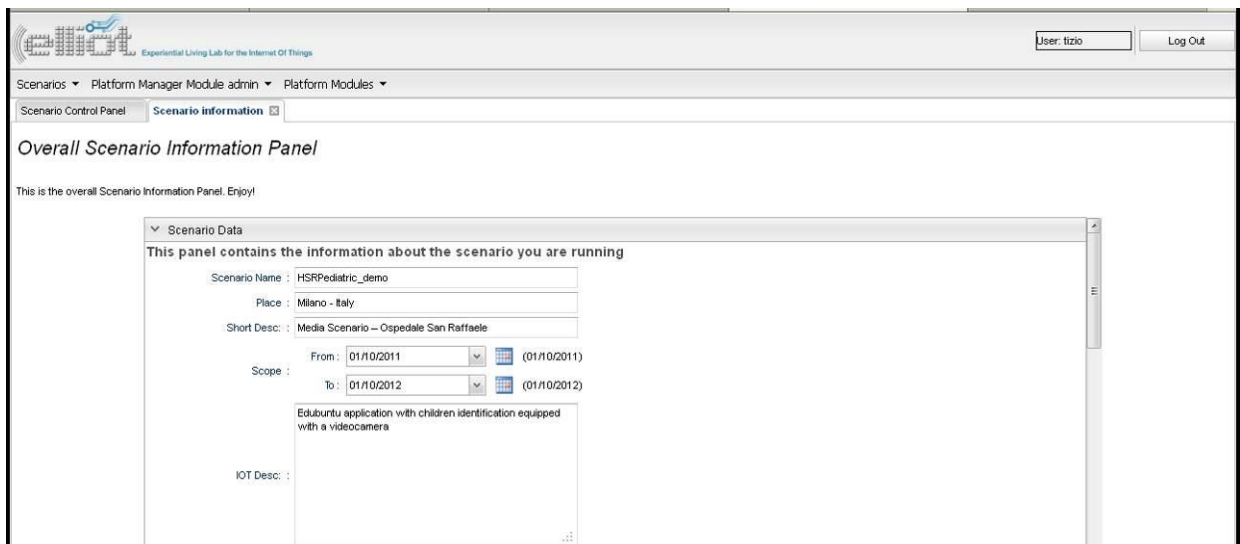 elliot Experiential Living Lab for the Internet Of Things
User: tizio
Log Out
Scenarios Platform Manager Module admin Platform Modules
Scenario Control Panel Scenario information
Overall Scenario Information Panel
This is the overall Scenario Information Panel. Enjoy!
Scenario Data
This panel contains the information about the scenario you are running
Scenario Name : HSRPediatric_demo
Place : Milano - Italy
Short Desc: : Media Scenario – Ospedale San Raffaele
Scope :
From : 01/10/2011 (01/10/2011)
To : 01/10/2012 (01/10/2012)
IOT Desc: :
Edubuntu application with children identification equipped
with a videocamera